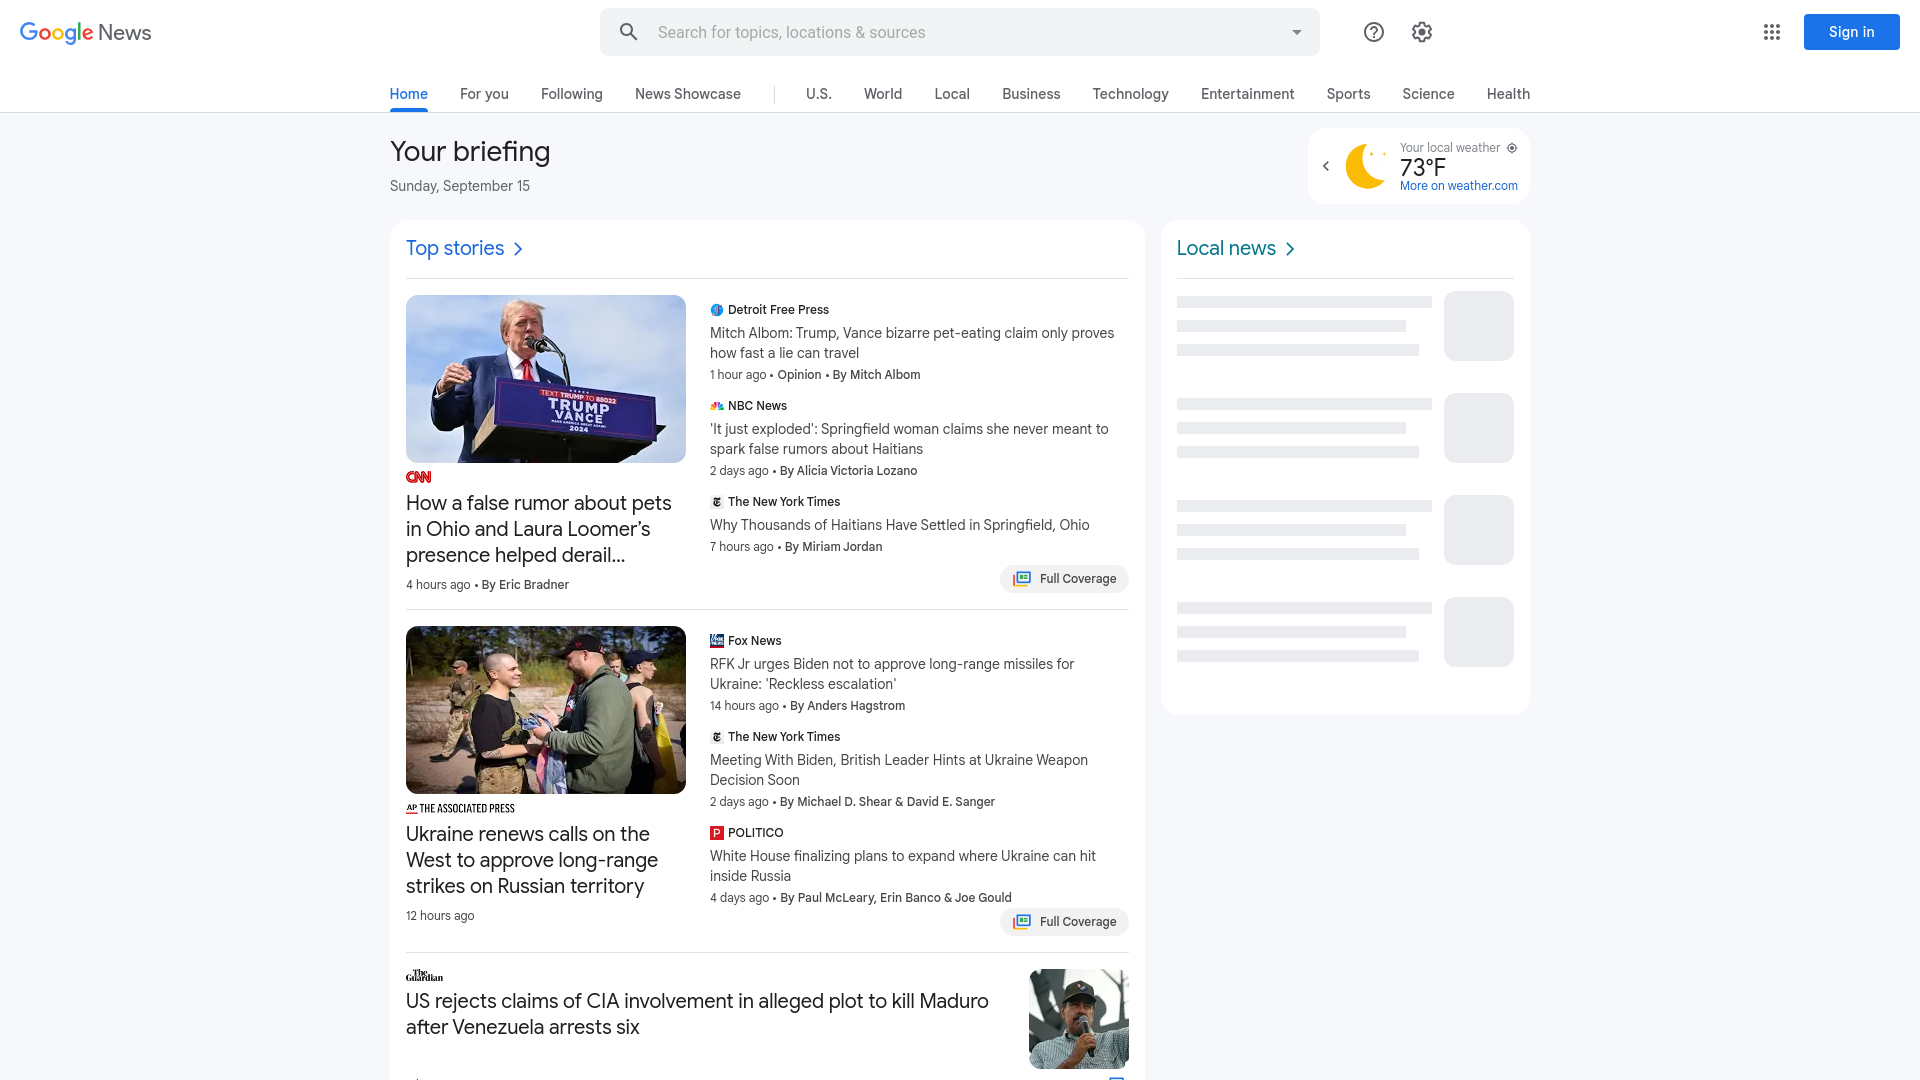 Google News
Search for topics, locations & sources
Sign in
Home
For you
Following
News Showcase
U.S.
World
Local
Business
Technology
Entertainment
Sports
Science
Health
Your briefing
Sunday, September 15
Your local weather
73°F
More on weather.com
Top stories
TEXT TRUMP TO 88022
TRUMP
VANCE
MAKE AMERICA GREAT AGAIN!
2024
CNN
How a false rumor about pets
in Ohio and Laura Loomer’s
presence helped derail...
4 hours ago • By Eric Bradner
Detroit Free Press
Mitch Albom: Trump, Vance bizarre pet-eating claim only proves
how fast a lie can travel
1 hour ago • Opinion • By Mitch Albom
NBC News
'It just exploded': Springfield woman claims she never meant to
spark false rumors about Haitians
2 days ago • By Alicia Victoria Lozano
The New York Times
Why Thousands of Haitians Have Settled in Springfield, Ohio
7 hours ago • By Miriam Jordan
Full Coverage
AP THE ASSOCIATED PRESS
Ukraine renews calls on the
West to approve long-range
strikes on Russian territory
12 hours ago
Fox News
RFK Jr urges Biden not to approve long-range missiles for
Ukraine: 'Reckless escalation'
14 hours ago • By Anders Hagstrom
The New York Times
Meeting With Biden, British Leader Hints at Ukraine Weapon
Decision Soon
2 days ago • By Michael D. Shear & David E. Sanger
P POLITICO
White House finalizing plans to expand where Ukraine can hit
inside Russia
4 days ago • By Paul McLeary, Erin Banco & Joe Gould
Full Coverage
The
Guardian
US rejects claims of CIA involvement in alleged plot to kill Maduro
after Venezuela arrests six
Local news